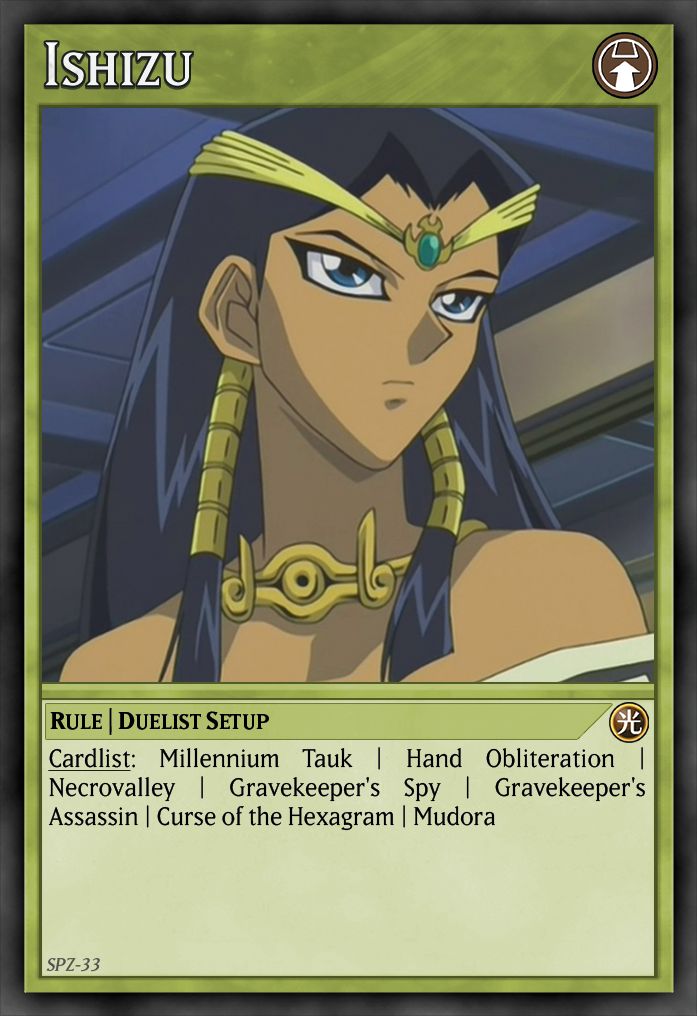 Ishizu
Rule | Duelist Setup
光
Cardlist: Millennium Tauk | Hand Obliteration |
Necrovalley | Gravekeeper's Spy | Gravekeeper's
Assassin | Curse of the Hexagram | Mudora
SPZ-33